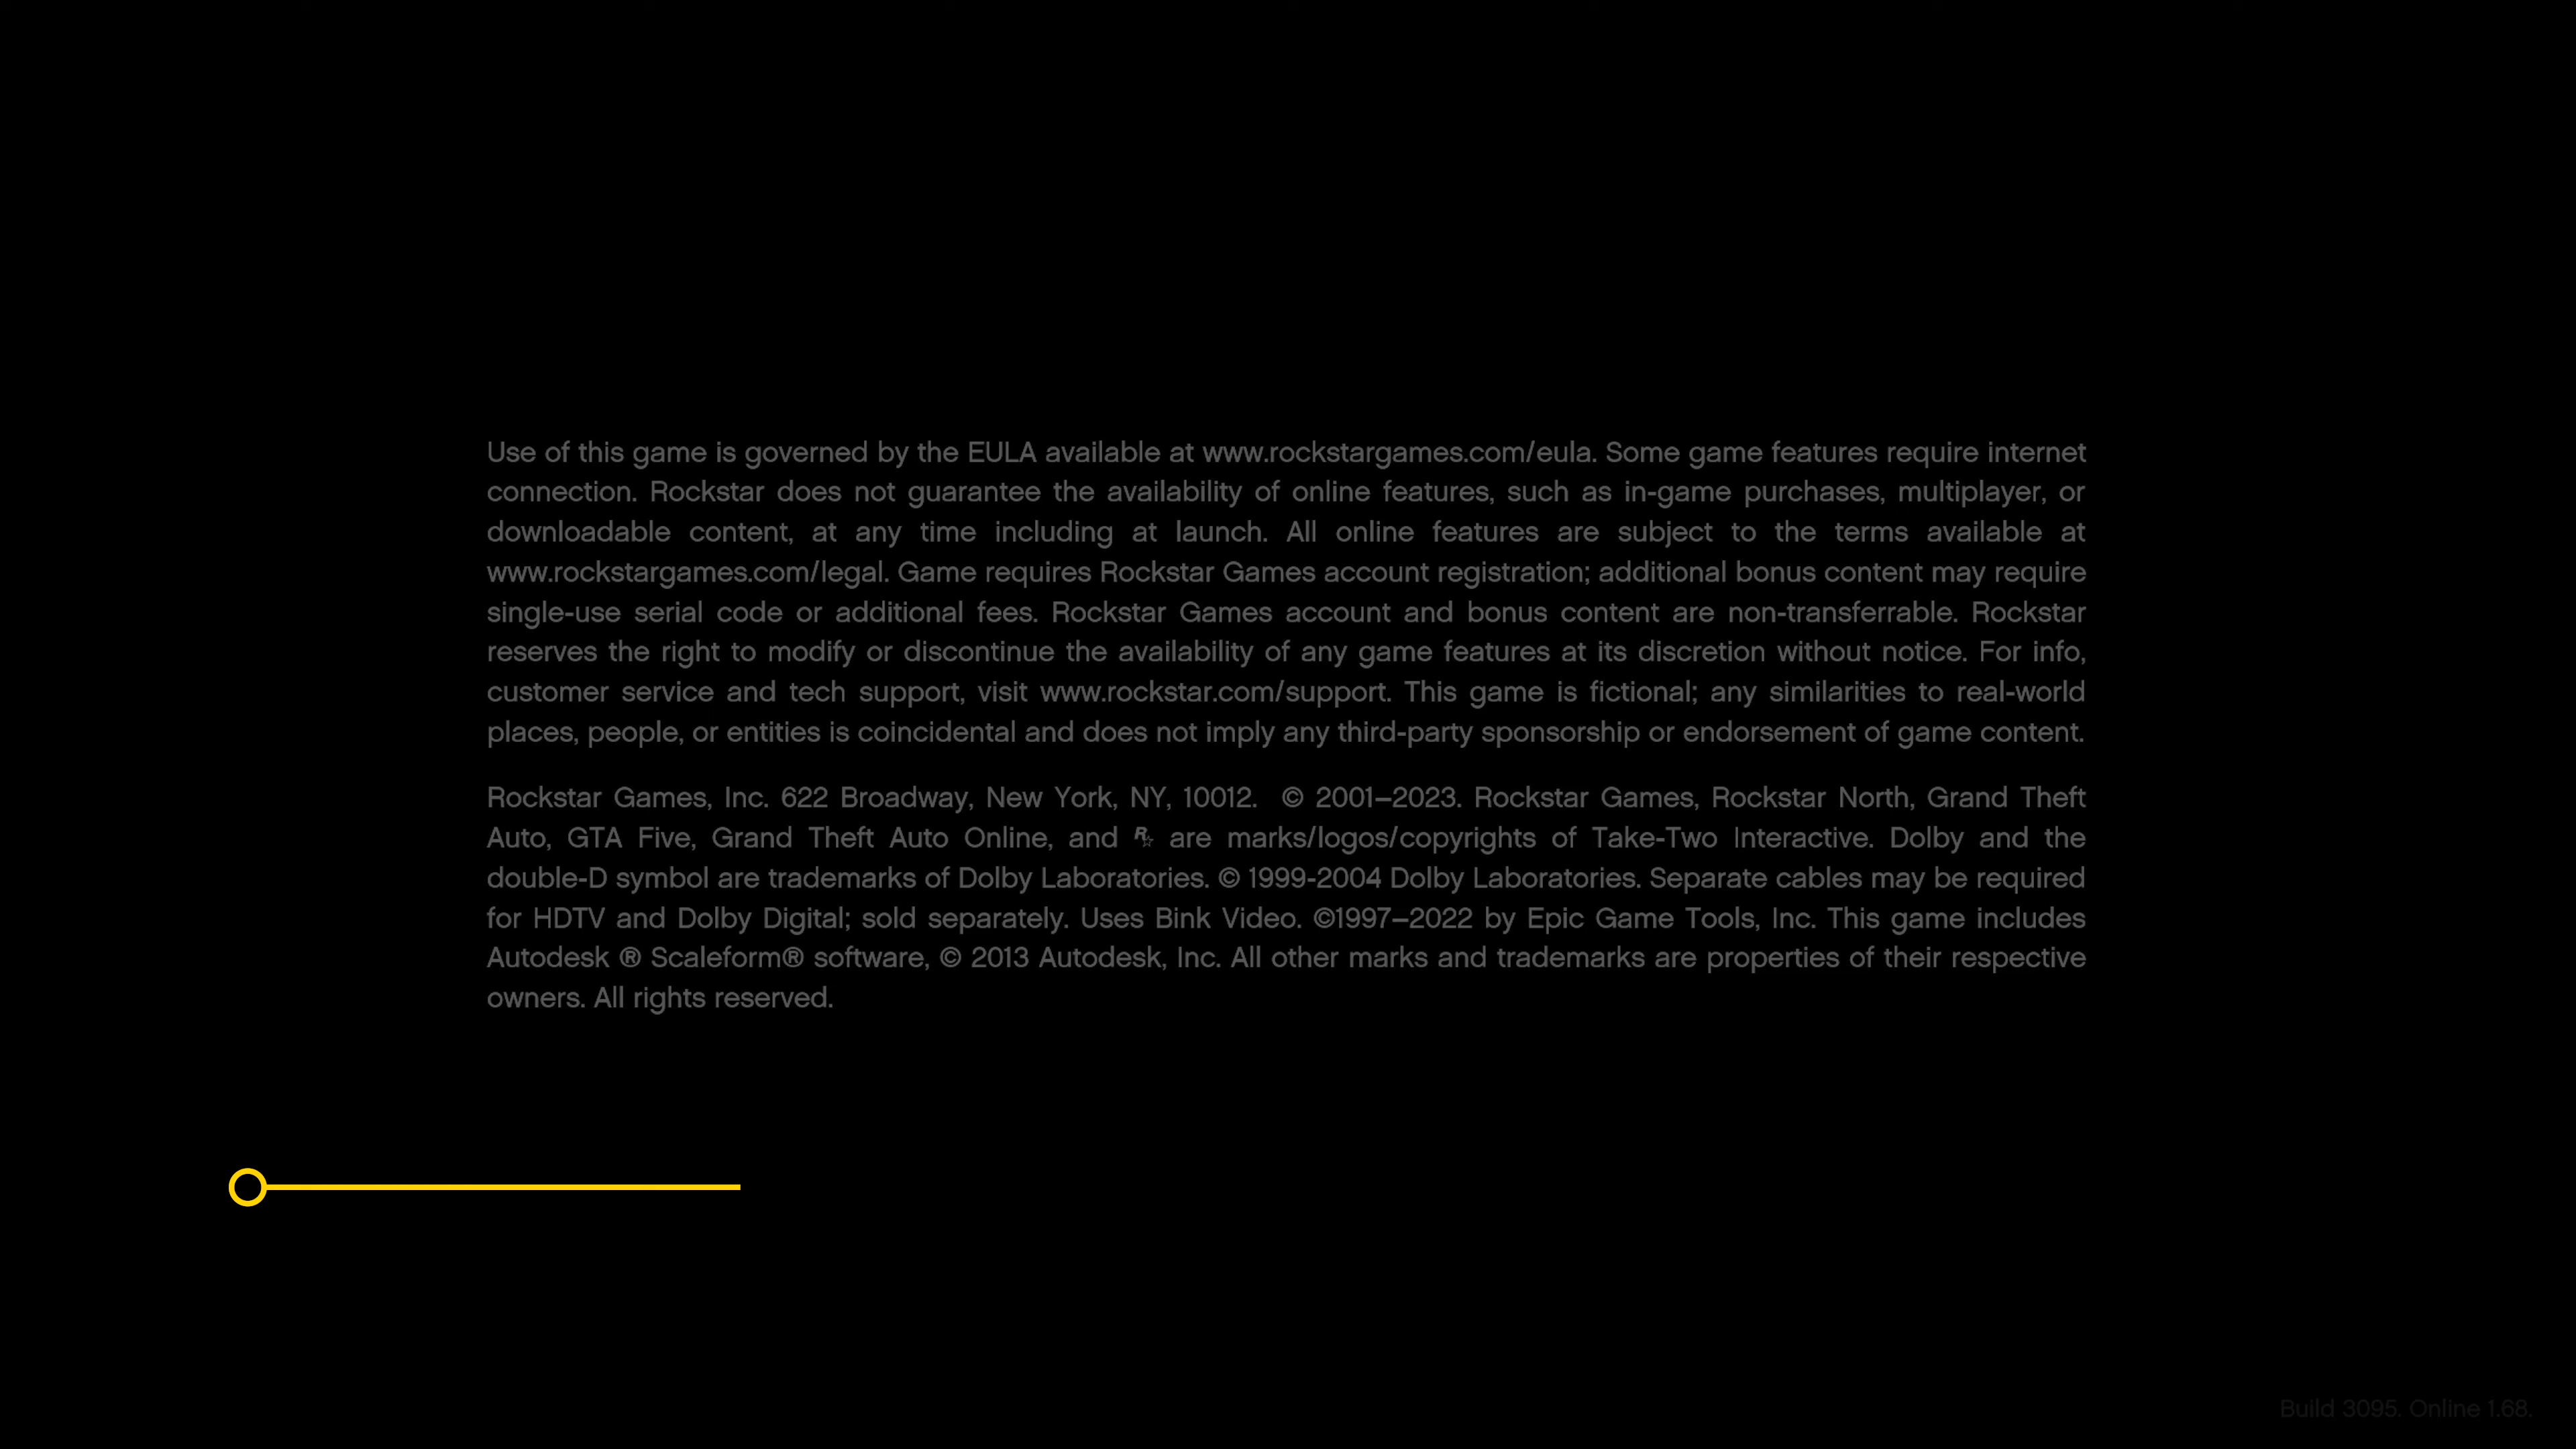 Use of this game is governed by the EULA available at www.rockstargames.com/eula. Some game features require internet
connection. Rockstar does not guarantee the availability of online features, such as in-game purchases, multiplayer, or
downloadable content, at any time including at launch. All online features are subject to the terms available at
www.rockstargames.com/legal. Game requires Rockstar Games account registration; additional bonus content may require
single-use serial code or additional fees. Rockstar Games account and bonus content are non-transferrable. Rockstar
reserves the right to modify or discontinue the availability of any game features at its discretion without notice. For info,
customer service and tech support, visit www.rockstar.com/support. This game is fictional; any similarities to real-world
places, people, or entities is coincidental and does not imply any third-party sponsorship or endorsement of game content.
Rockstar Games, Inc. 622 Broadway, New York, NY, 10012. © 2001–2023. Rockstar Games, Rockstar North, Grand Theft
Auto, GTA Five, Grand Theft Auto Online, and R☆ are marks/logos/copyrights of Take-Two Interactive. Dolby and the
double-D symbol are trademarks of Dolby Laboratories. © 1999-2004 Dolby Laboratories. Separate cables may be required
for HDTV and Dolby Digital; sold separately. Uses Bink Video. ©1997–2022 by Epic Game Tools, Inc. This game includes
Autodesk ® Scaleform® software, © 2013 Autodesk, Inc. All other marks and trademarks are properties of their respective
owners. All rights reserved.
Build 3095. Online 1.68.